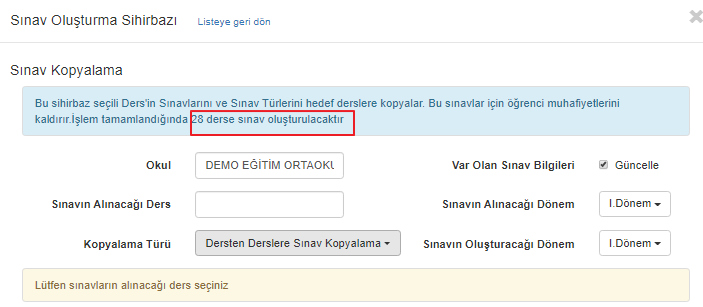 Sınav Oluşturma Sihirbazı Listeye geri dön
Sınav Kopyalama
Bu sihirbaz seçili Ders'in Sınavlarını ve Sınav Türlerini hedef derslere kopyalar. Bu sınavlar için öğrenci muhafiyetlerini
kaldırır.İşlem tamamlandığında 28 derse sınav oluşturulacaktır
Okul DEMO EĞİTİM ORTAOKU Var Olan Sınav Bilgileri Güncelle
Sınavın Alınacağı Ders Sınavın Alınacağı Dönem I.Dönem
Kopyalama Türü Dersten Derslere Sınav Kopyalama Sınavın Oluşturacağı Dönem I.Dönem
Lütfen sınavların alınacağı ders seçiniz